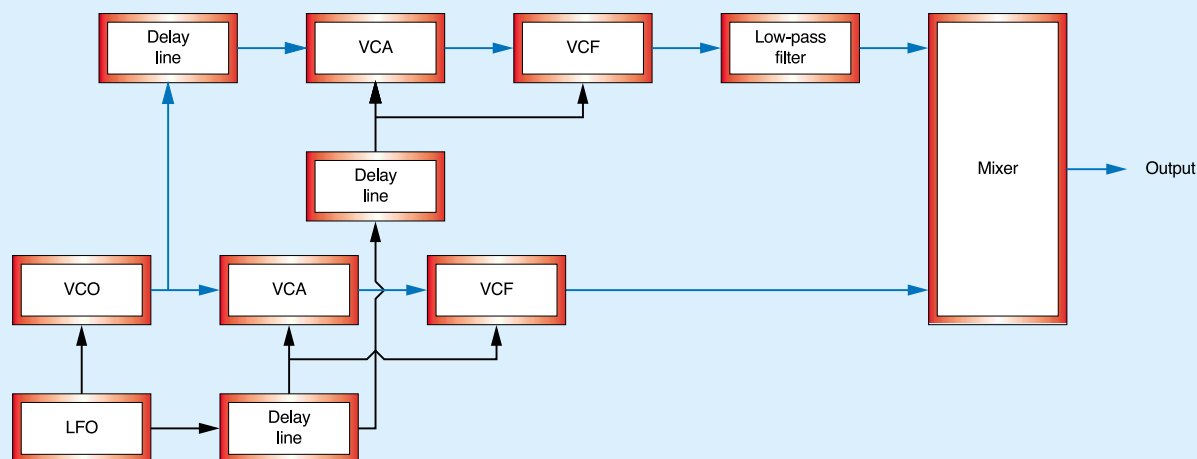 Delay
line
VCA
VCF
Low-pass
filter
Mixer
Output
Delay
line
VCO
VCA
VCF
LFO
Delay
line